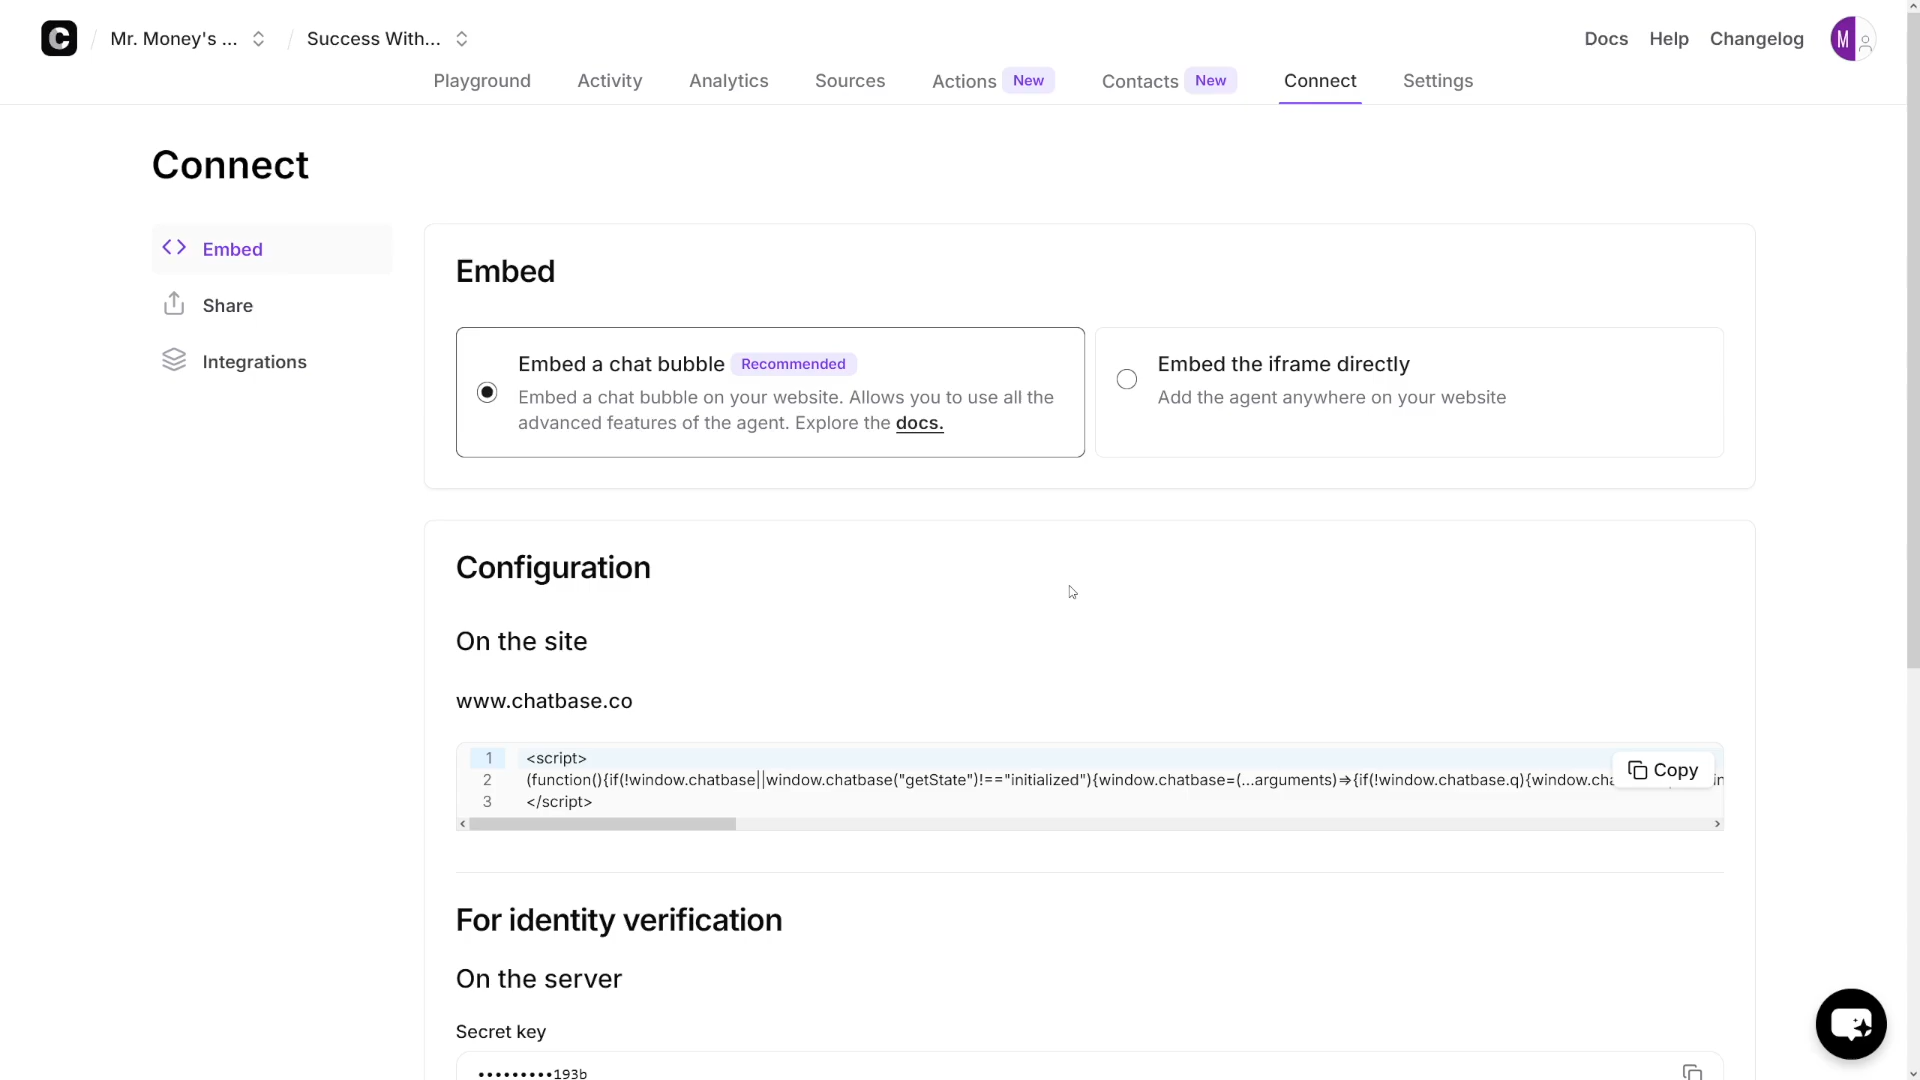 C / Mr. Money's ... / Success With... Docs Help Changelog M
Playground Activity Analytics Sources Actions New Contacts New Connect Settings
Connect
Embed
Share
Integrations
Embed
Embed a chat bubble Recommended
Embed a chat bubble on your website. Allows you to use all the
advanced features of the agent. Explore the docs.
Embed the iframe directly
Add the agent anywhere on your website
Configuration
On the site
www.chatbase.co
1 <script>
2 (function(){if(!window.chatbase||window.chatbase("getState")!=="initialized"){window.chatbase=(...arguments)=>{if(!window.chatbase.q){window.cha
3 </script>
Copy
For identity verification
On the server
Secret key
•••••••••193b